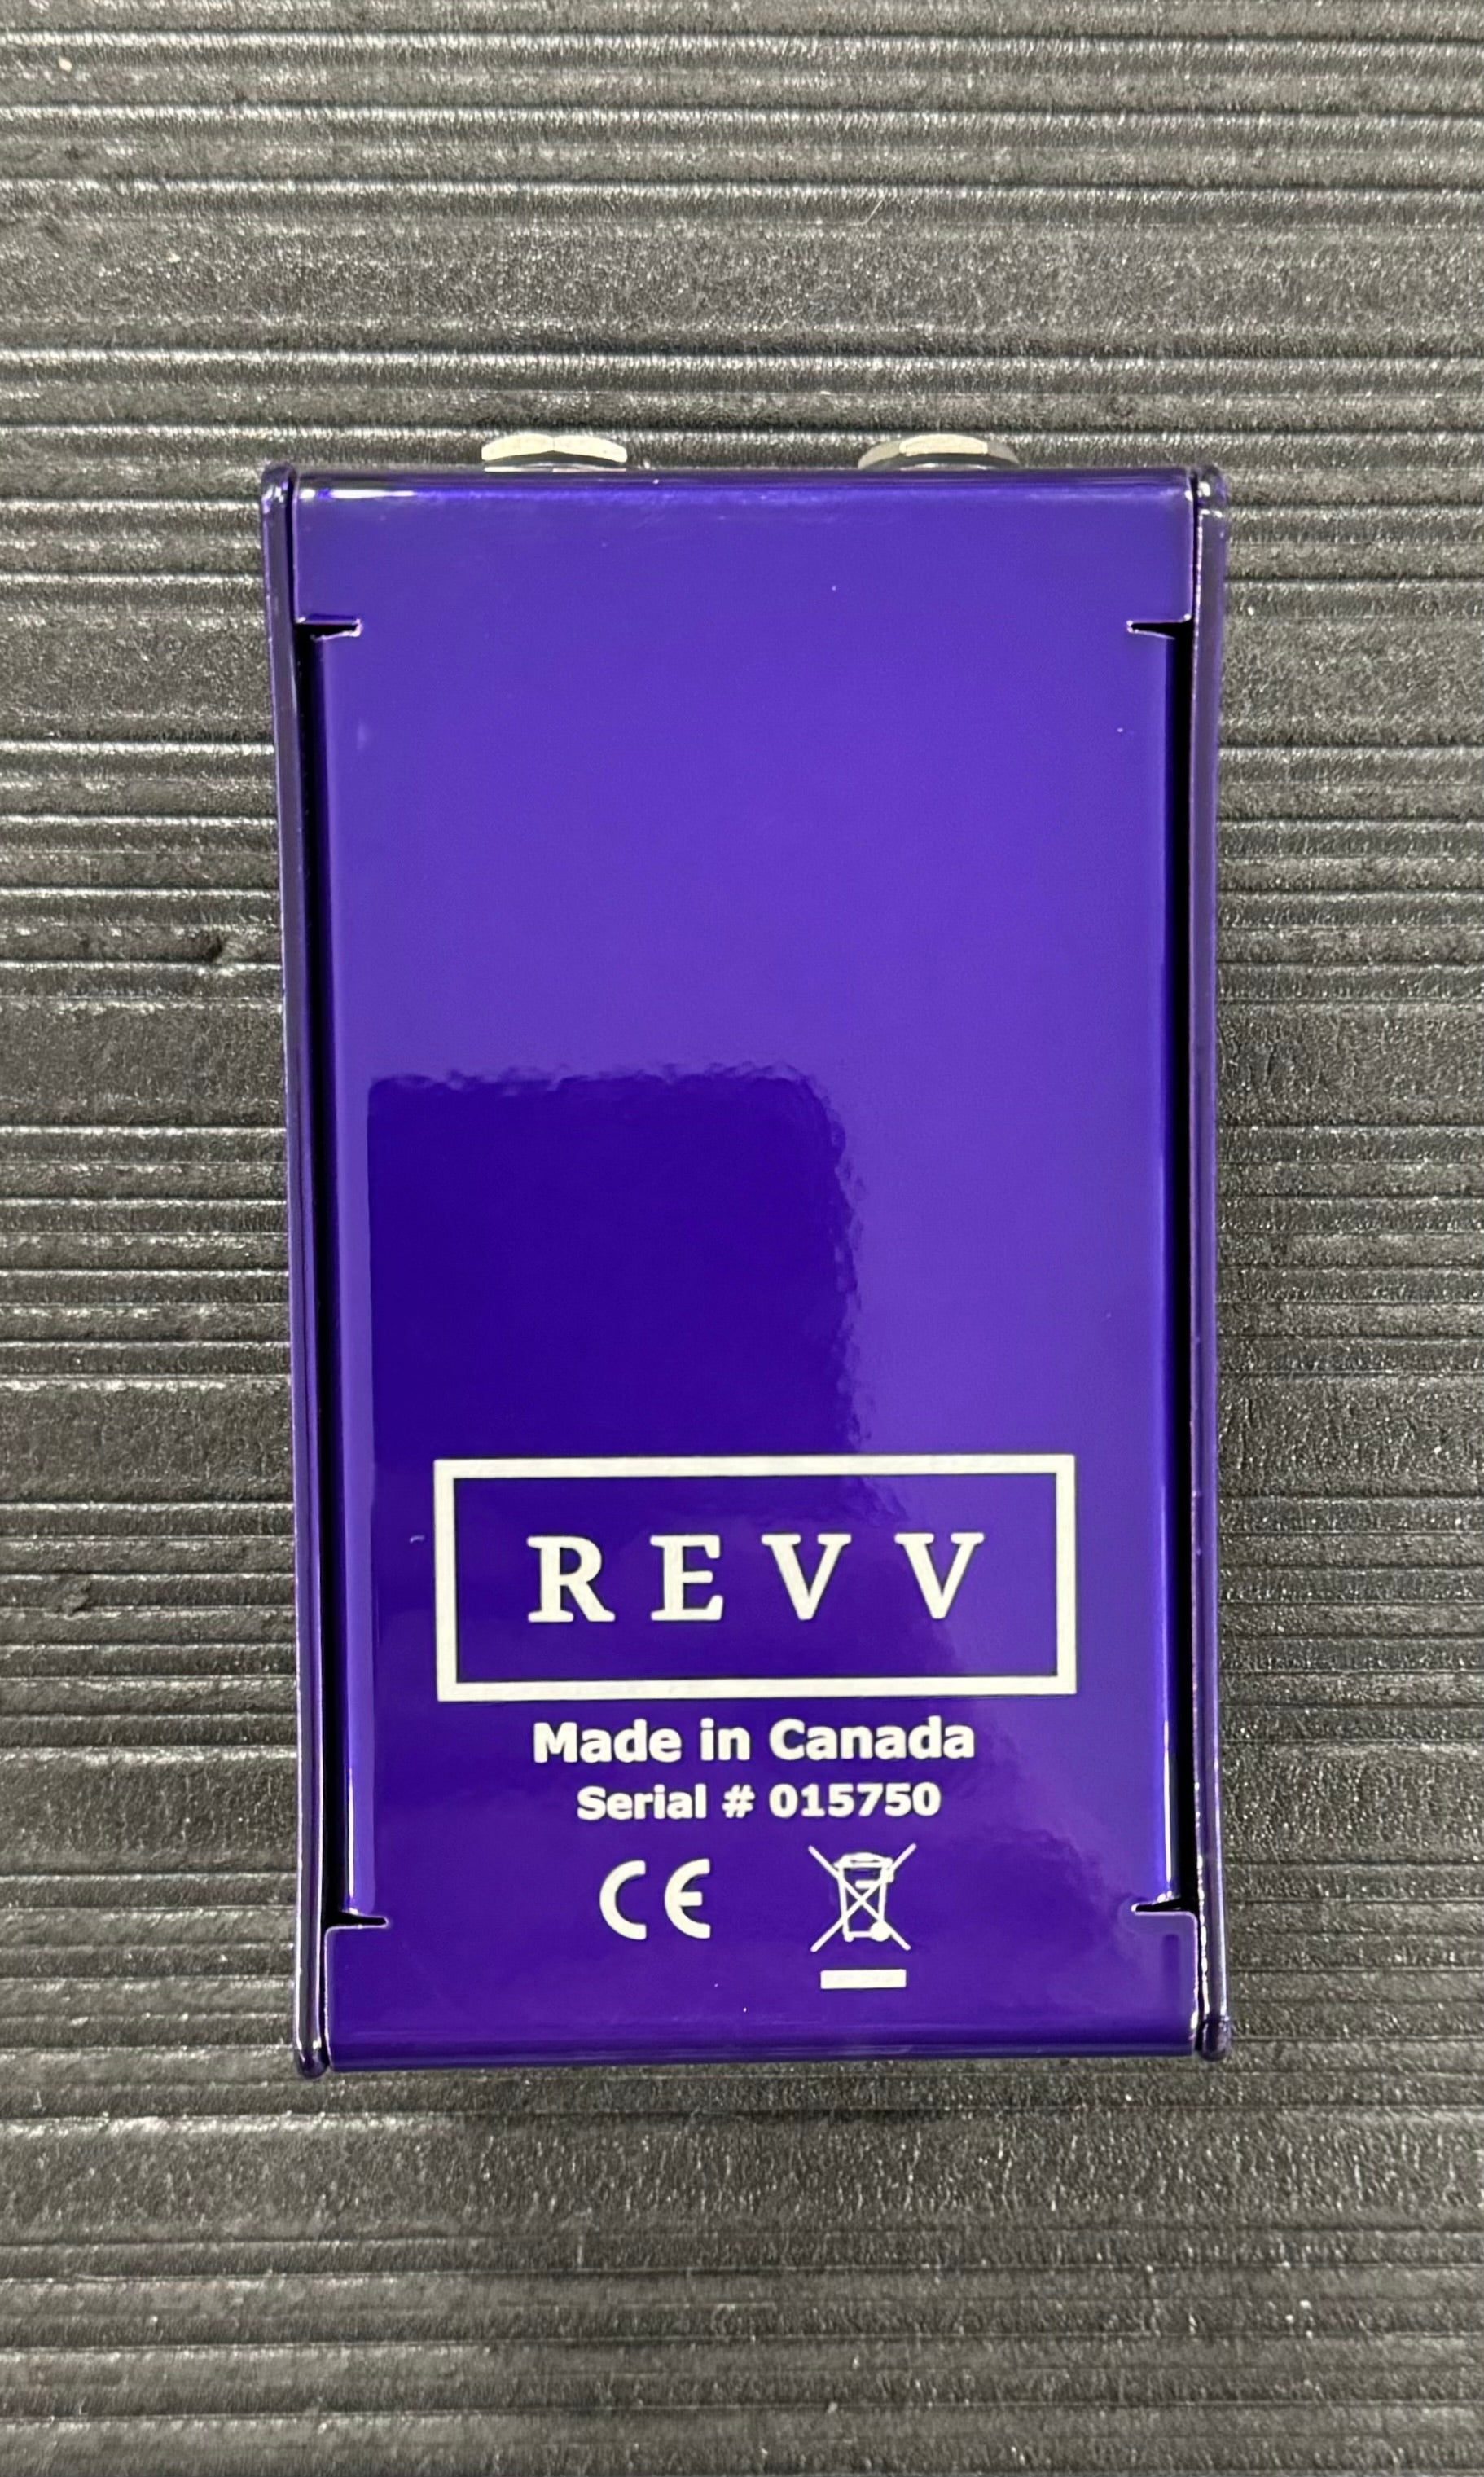 REVV
Made in Canada
Serial # 015750
CE